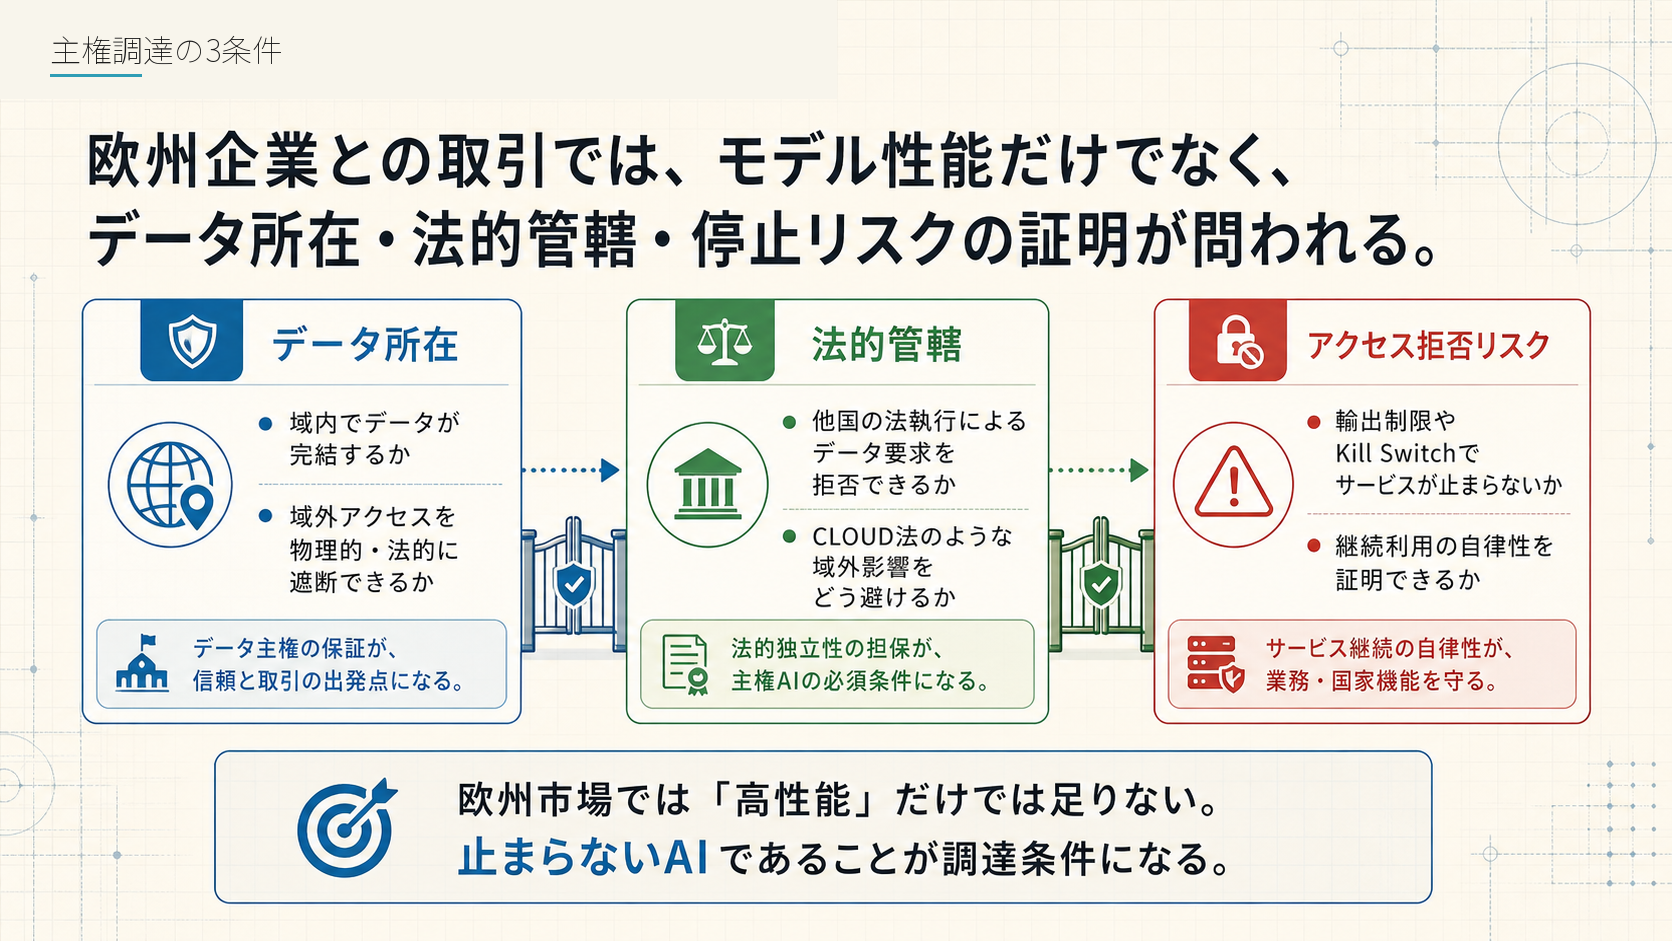 主権調達の3条件
欧州企業との取引では、モデル性能だけでなく、
データ所在・法的管轄・停止リスクの証明が問われる。
データ所在
域内でデータが
完結するか
域外アクセスを
物理的・法的に
遮断できるか
データ主権の保証が、
信頼と取引の出発点になる。
法的管轄
他国の法執行による
データ要求を
拒否できるか
CLOUD法のような
域外影響を
どう避けるか
法的独立性の担保が、
主権AIの必須条件になる。
アクセス拒否リスク
輸出制限や
Kill Switchで
サービスが止まらないか
継続利用の自律性を
証明できるか
サービス継続の自律性が、
業務・国家機能を守る。
欧州市場では「高性能」だけでは足りない。
止まらないAIであることが調達条件になる。